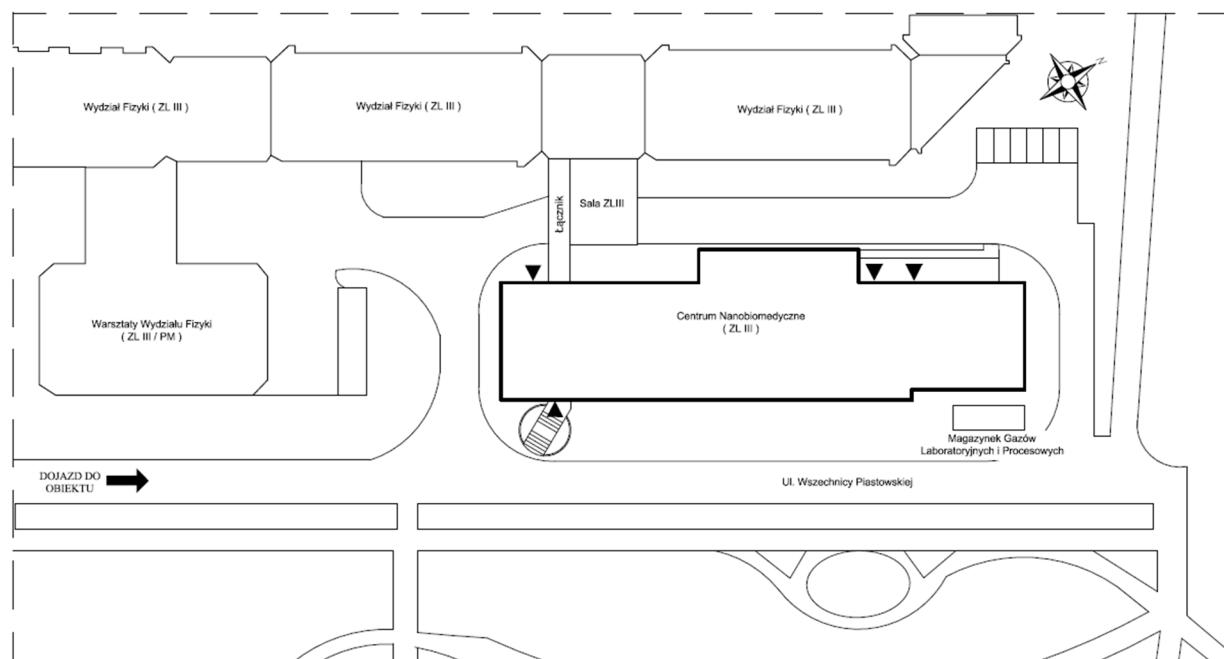 Wydział Fizyki ( ZL III )
Wydział Fizyki ( ZL III )
Wydział Fizyki ( ZL III )
N
Łącznik
Sala ZLIII
Warsztaty Wydziału Fizyki
( ZL III / PM )
Centrum Nanobiomedyczne
( ZL III )
Magazynek Gazów
Laboratoryjnych i Procesowych
DOJAZD DO
OBIEKTU
Ul. Wszechnicy Piastowskiej